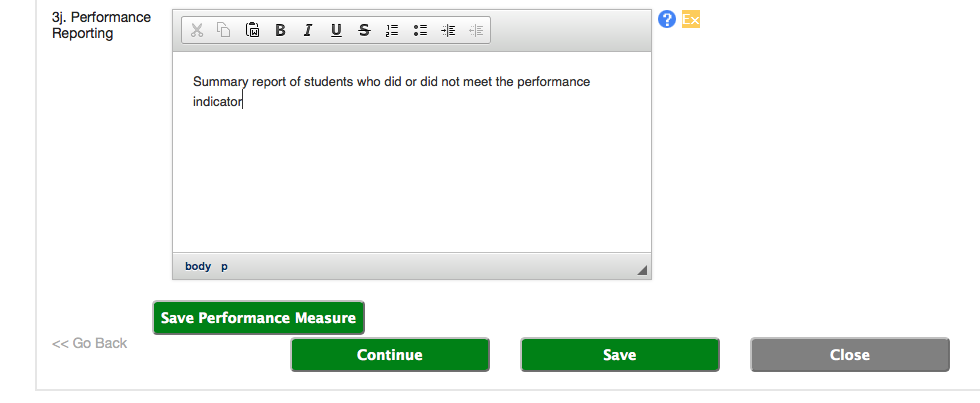 3j. Performance
Reporting
B I U S
? Ex
Summary report of students who did or did not meet the performance
indicator
body p
Save Performance Measure
<< Go Back
Continue
Save
Close